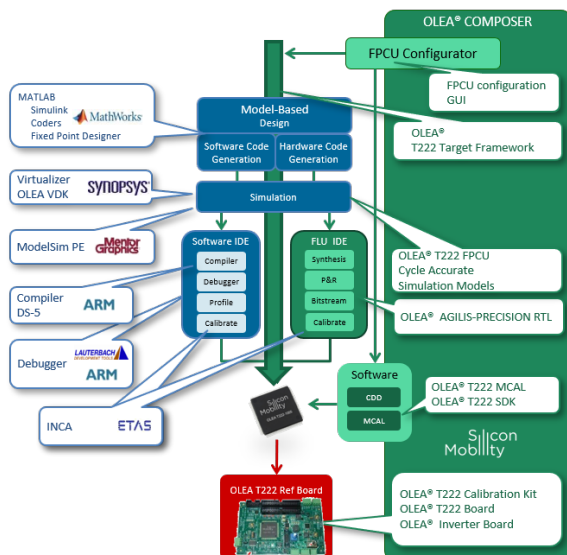 OLEA® COMPOSER
FPCU Configurator
FPCU configuration
GUI
MATLAB
Simulink
Coders
Fixed Point Designer
MathWorks®
Model-Based
Design
Software Code
Generation
Hardware Code
Generation
OLEA®
T222 Target Framework
Virtualizer
OLEA VDK
SYNOPSYS®
Simulation
ModelSim PE
Mentor
Graphics
Software IDE
Compiler
Debugger
Profile
Calibrate
FLU IDE
Synthesis
P&R
Bitstream
Calibrate
OLEA® T222 FPCU
Cycle Accurate
Simulation Models
Compiler
DS-5
ARM
OLEA® AGILIS-PRECISION RTL
Debugger
LAUTERBACH
DEVELOPMENT TOOLS
ARM
INCA
ETAS
Software
CDD
MCAL
OLEA® T222 MCAL
OLEA® T222 SDK
Silicon
Mobility
Silicon
Mobility
OLEA T222 Ref Board
OLEA® T222 Calibration Kit
OLEA® T222 Board
OLEA® Inverter Board